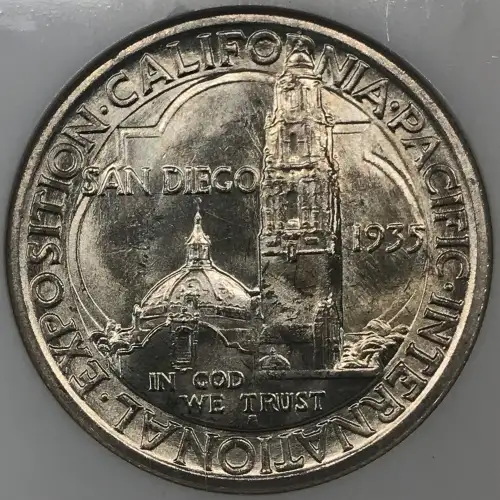 CALIFORNIA · PACIFIC · INTERNATIONAL · EXPOSITION ·
SAN DIEGO
1935
IN GOD
WE TRUST